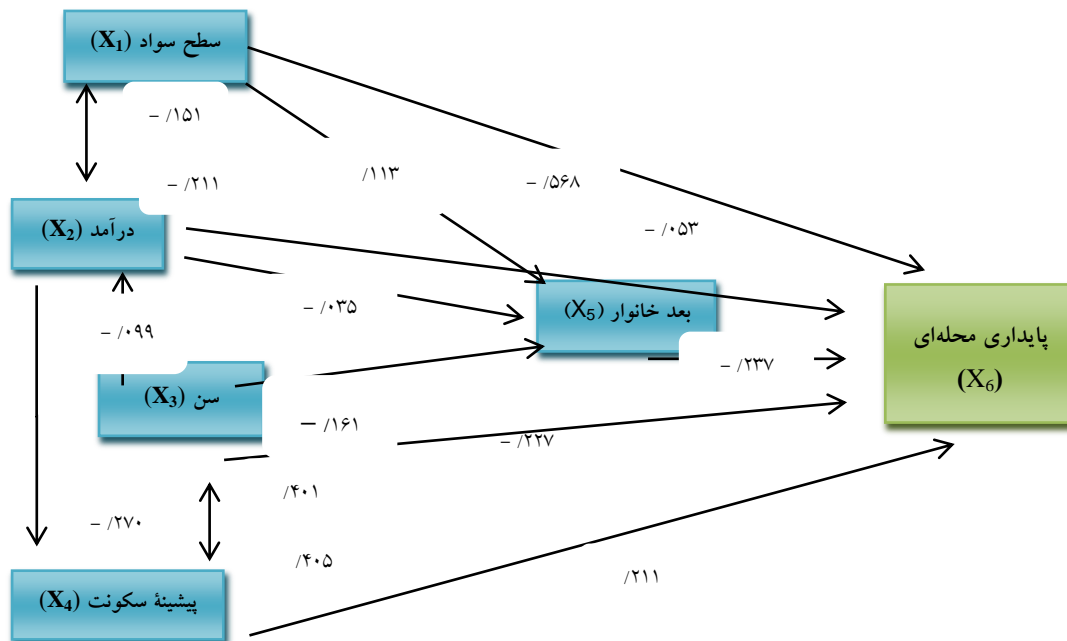 سطح سواد (X₁)
– /۱۵۱
– /۲۱۱
/۱۱۳
– /۵۶۸
– /۰۵۳
درآمد (X₂)
بعد خانوار (X₅)
– /۰۳۵
– /۰۹۹
پایداری محله‌ای
(X₆)
– /۲۳۷
سن (X₃)
– /۱۶۱
– /۲۲۷
/۴۰۱
– /۲۷۰
/۴۰۵
/۲۱۱
پیشینۀ سکونت (X₄)